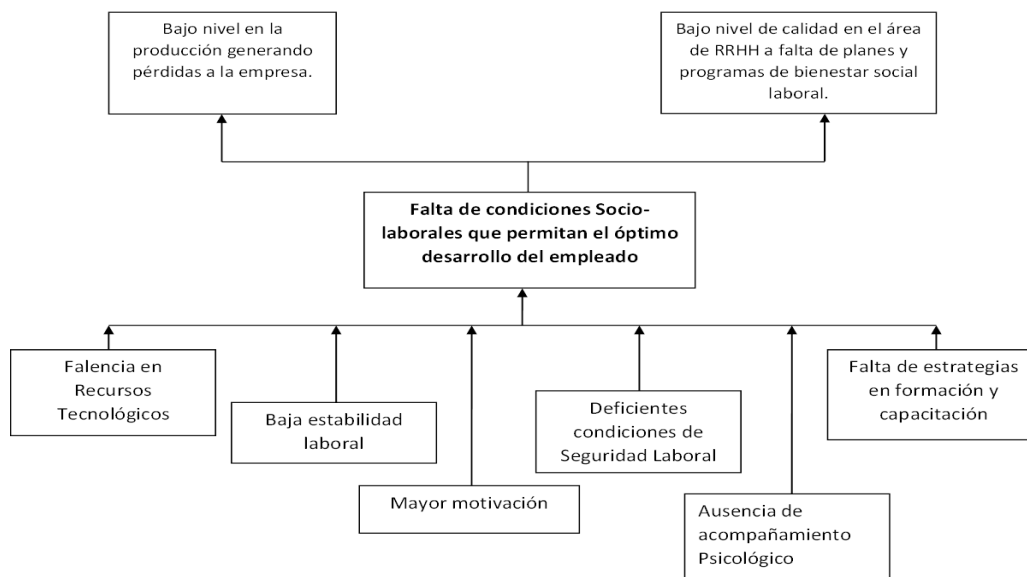 Bajo nivel en la
producción generando
pérdidas a la empresa.
Bajo nivel de calidad en el área
de RRHH a falta de planes y
programas de bienestar social
laboral.
Falta de condiciones Socio-
laborales que permitan el óptimo
desarrollo del empleado
Falencia en
Recursos
Tecnológicos
Baja estabilidad
laboral
Mayor motivación
Deficientes
condiciones de
Seguridad Laboral
Ausencia de
acompañamiento
Psicológico
Falta de estrategias
en formación y
capacitación